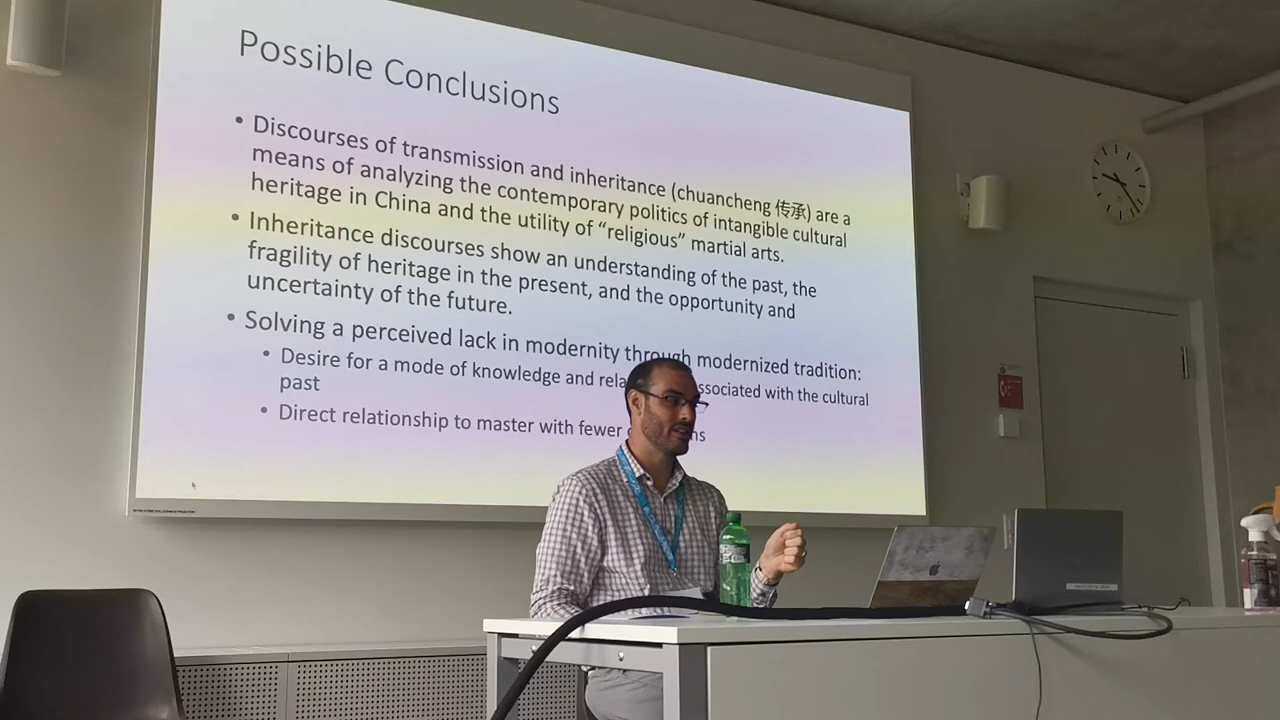 Possible Conclusions
• Discourses of transmission and inheritance (chuancheng 传承) are a
means of analyzing the contemporary politics of intangible cultural
heritage in China and the utility of “religious” martial arts.
• Inheritance discourses show an understanding of the past, the
fragility of heritage in the present, and the opportunity and
uncertainty of the future.
• Solving a perceived lack in modernity through modernized tradition:
• Desire for a mode of knowledge and associated with the cultural
past
• Direct relationship to master with fewer